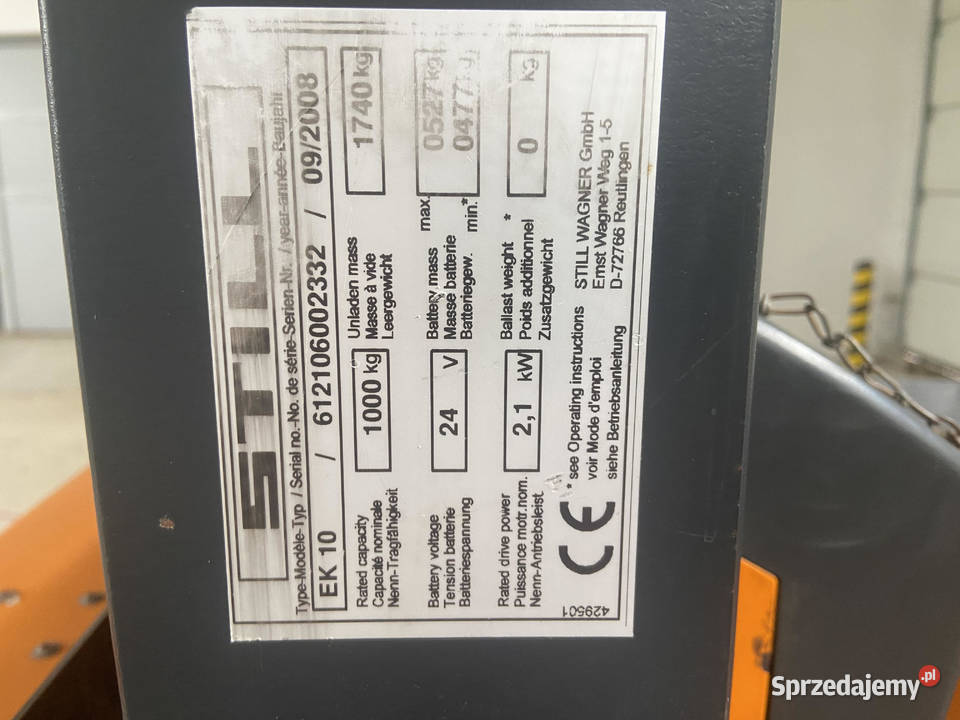 STILL
Type-Modèle-Typ / Serial no.-No. de série-Serien-Nr. / year-année-Baujahr
EK 10 / 612106002332 / 09/2008
Rated capacity
Capacité nominale
Nenn-Tragfähigkeit
1000 kg
Unladen mass
Masse à vide
Leergewicht
1740 kg
Battery voltage
Tension batterie
Batteriespannung
24 V
Battery mass
Masse batterie
Batteriegew.
max.
min.*
0527 kg
0477 kg
Rated drive power
Puissance motr.nom.
Nenn-Antriebsleist
2,1 kW
Ballast weight *
Poids additionnel
Zusatzgewicht
0 kg
CE
* see Operating instructions
voir Mode d'emploi
siehe Betriebsanleitung
STILL WAGNER GmbH
Ernst Wagner Weg 1-5
D-72766 Reutlingen
429501
Sprzedajemy.pl